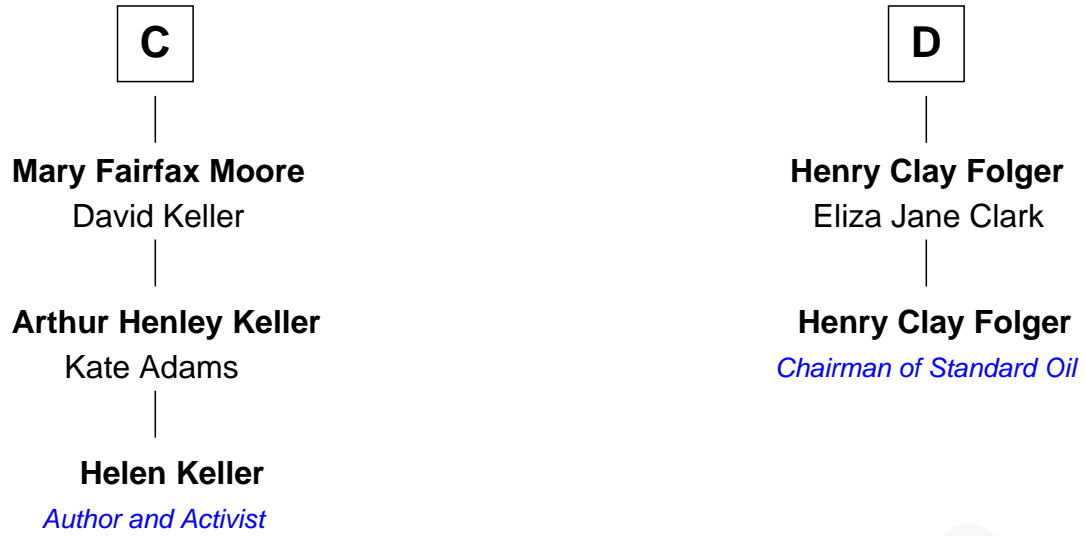 C
Mary Fairfax Moore
David Keller
Arthur Henley Keller
Kate Adams
Helen Keller
Author and Activist
D
Henry Clay Folger
Eliza Jane Clark
Henry Clay Folger
Chairman of Standard Oil